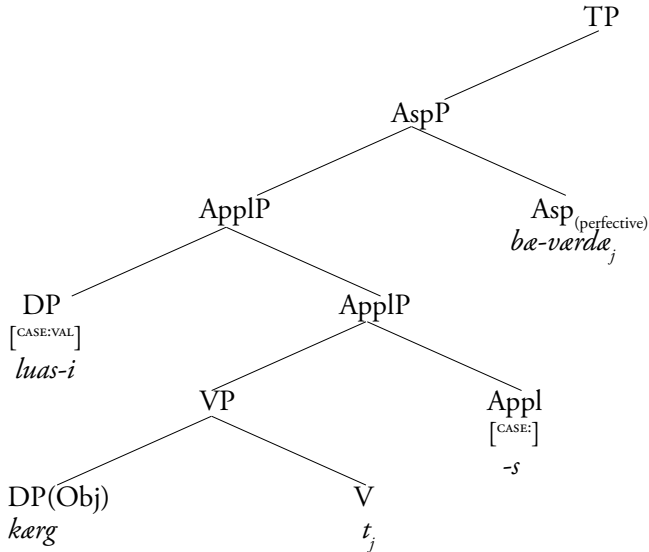 TP
AspP
ApplP Asp(perfective)
bæ-værdæj
DP ApplP
[CASE:VAL]
luas-i
VP Appl
[CASE:]
-s
DP(Obj) V
kærg tj